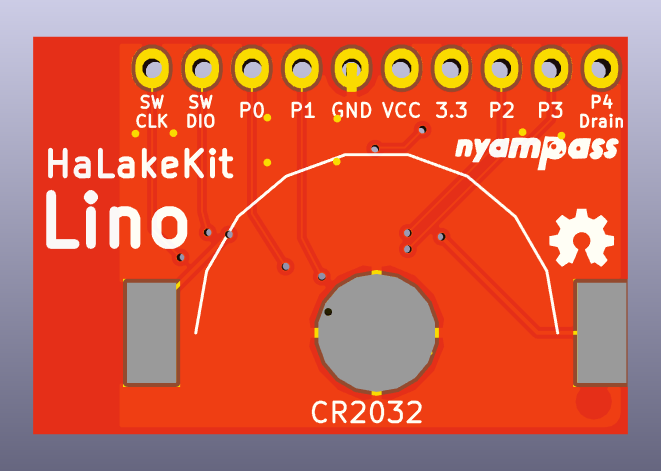 SW CLK
SW DIO
P0
P1
GND
VCC
3.3
P2
P3
P4 Drain
nyampass
HaLakeKit
Lino
CR2032